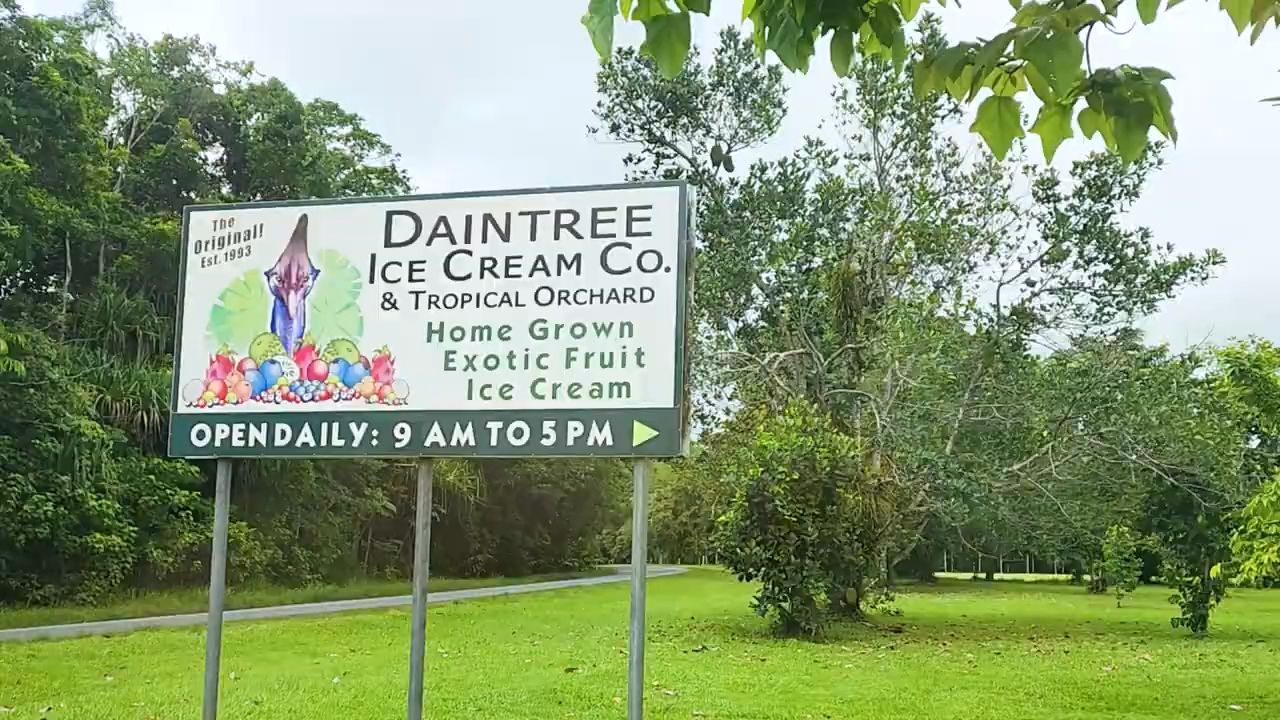 The
Original!
Est. 1993
DAINTREE
ICE CREAM CO.
& TROPICAL ORCHARD
Home Grown
Exotic Fruit
Ice Cream
OPEN DAILY: 9 AM TO 5 PM